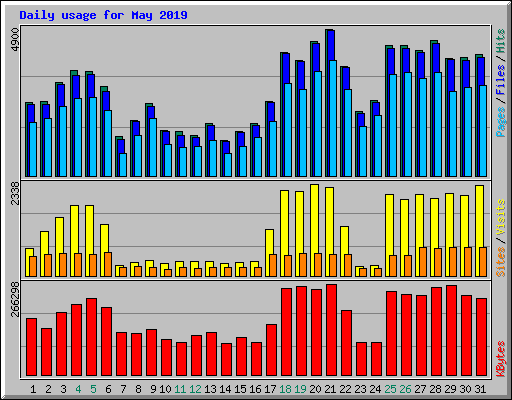 Daily usage for May 2019
4900
Pages / Files / Hits
2338
Sites / Visits
266298
KBytes
1 2 3 4 5 6 7 8 9 10 11 12 13 14 15 16 17 18 19 20 21 22 23 24 25 26 27 28 29 30 31